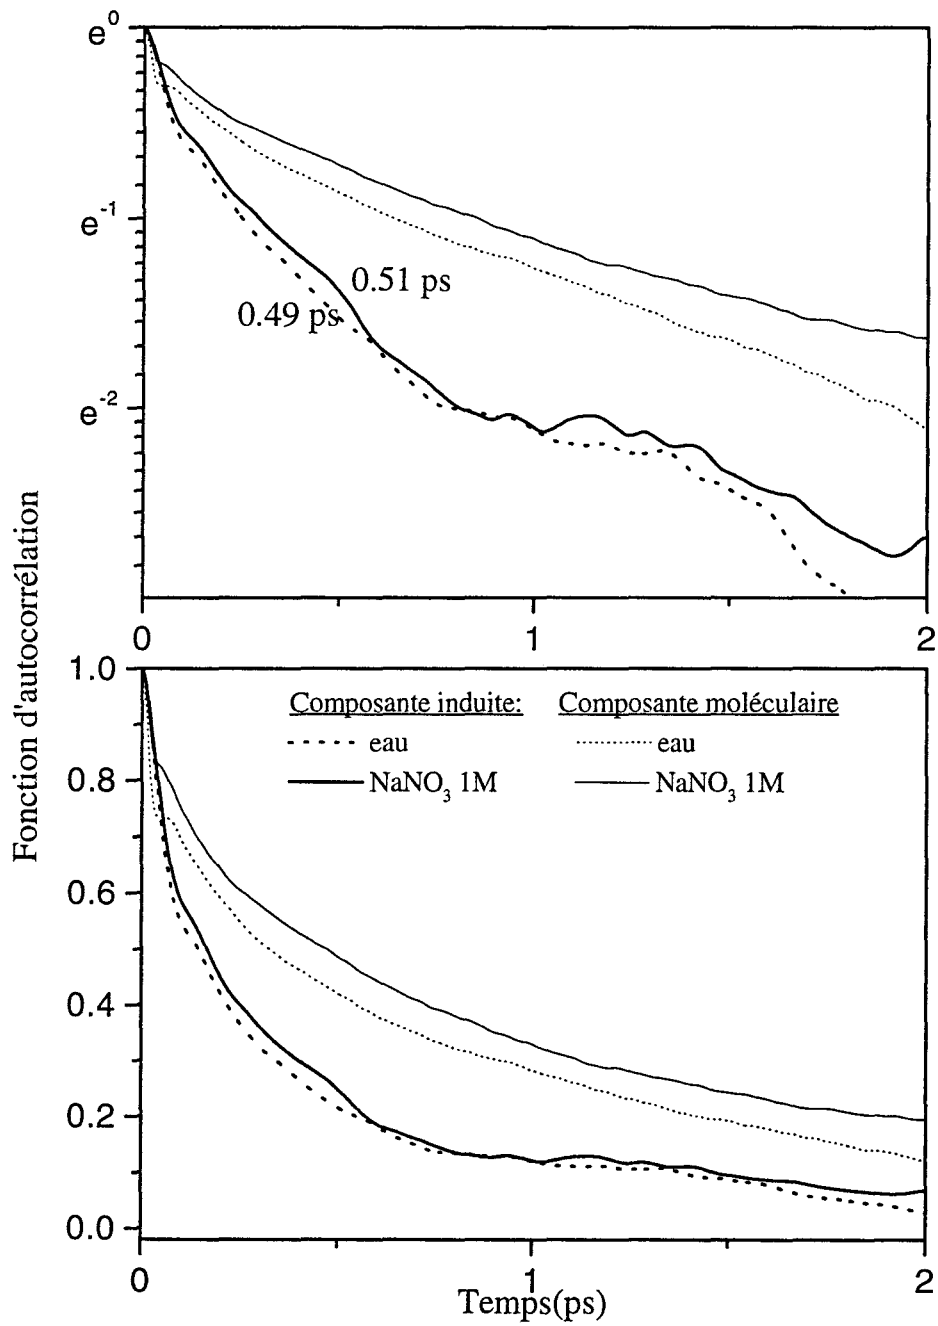 e⁰
e⁻¹
0.51 ps
0.49 ps
e⁻²
0 1 2
Fonction d'autocorrélation
1.0
Composante induite: Composante moléculaire
eau eau
NaNO₃ 1M NaNO₃ 1M
0.8
0.6
0.4
0.2
0.0
0 1 2
Temps(ps)